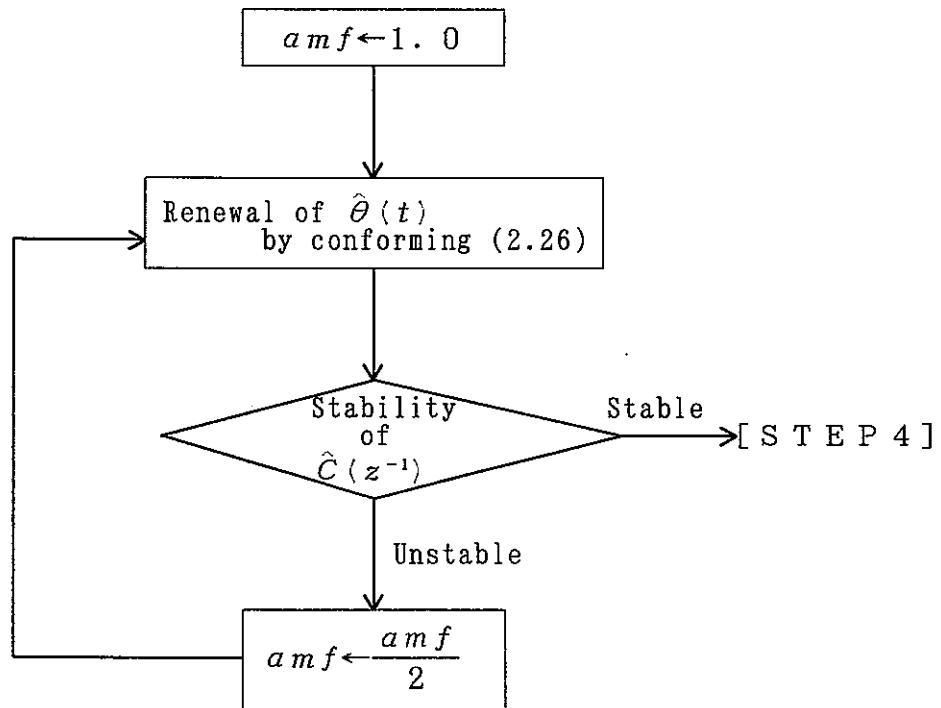 amf←1.0
Renewal of θ̂(t)
by conforming (2.26)
Stability
of
Ĉ(z⁻¹)
Stable
[STEP4]
Unstable
amf←amf/2